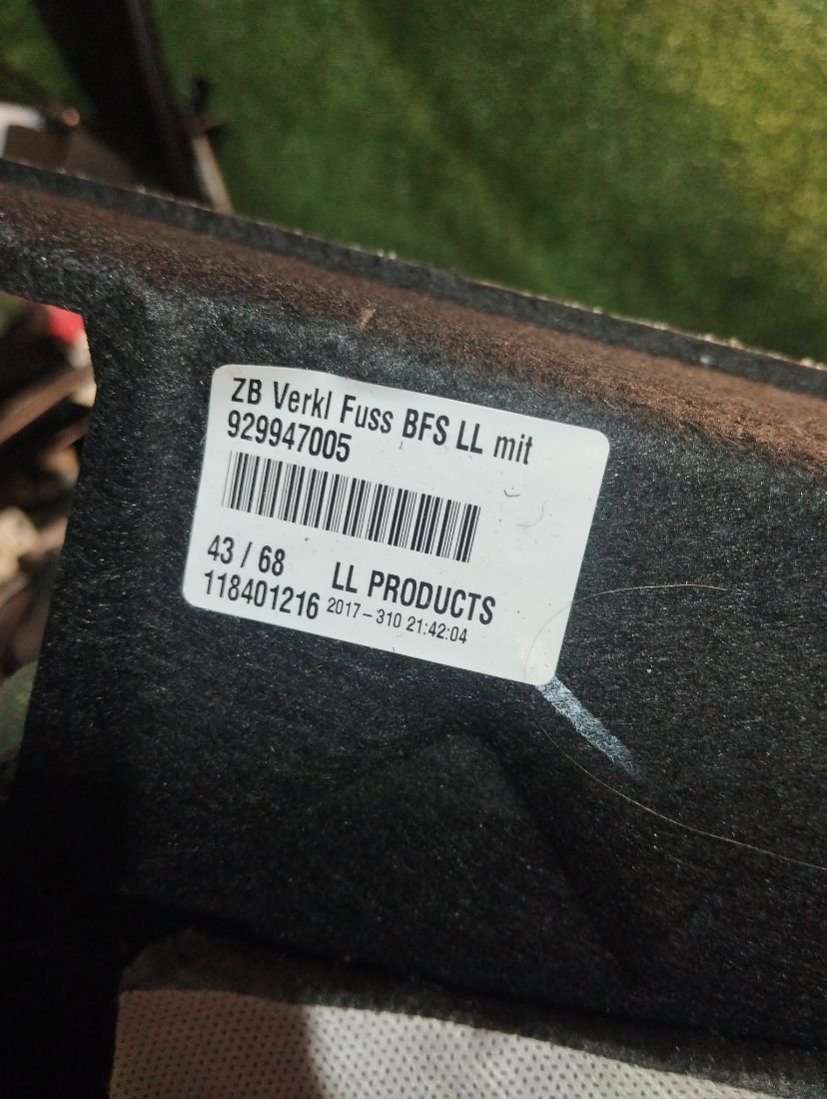 ZB Verkl Fuss BFS LL mit
929947005
43 / 68 LL PRODUCTS
118401216 2017-310 21:42:04